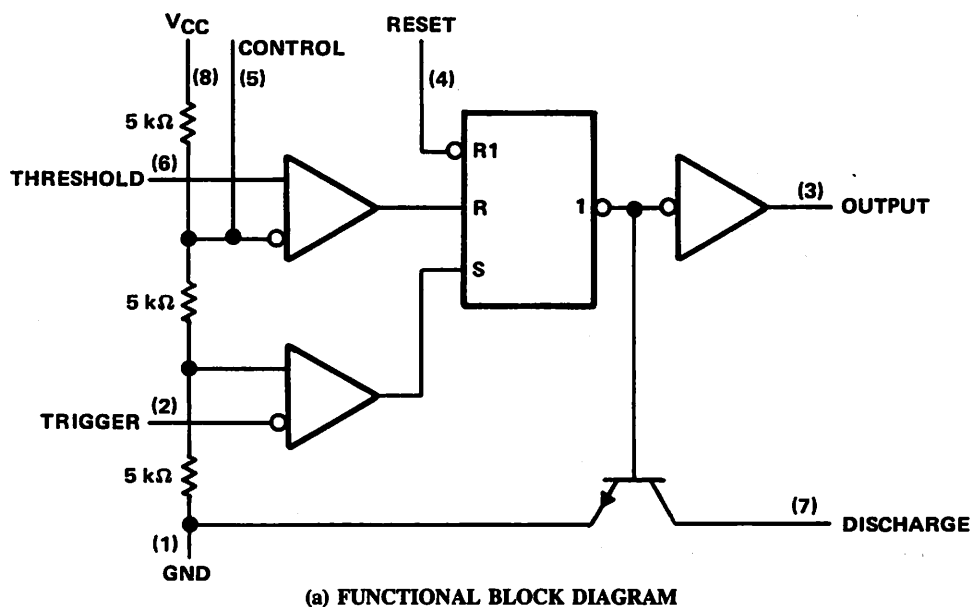 VCC
RESET
CONTROL
(8)
(5)
(4)
5 kΩ
R1
(6)
THRESHOLD
R
1
(3)
OUTPUT
S
5 kΩ
(2)
TRIGGER
5 kΩ
(7)
DISCHARGE
(1)
GND
(a) FUNCTIONAL BLOCK DIAGRAM